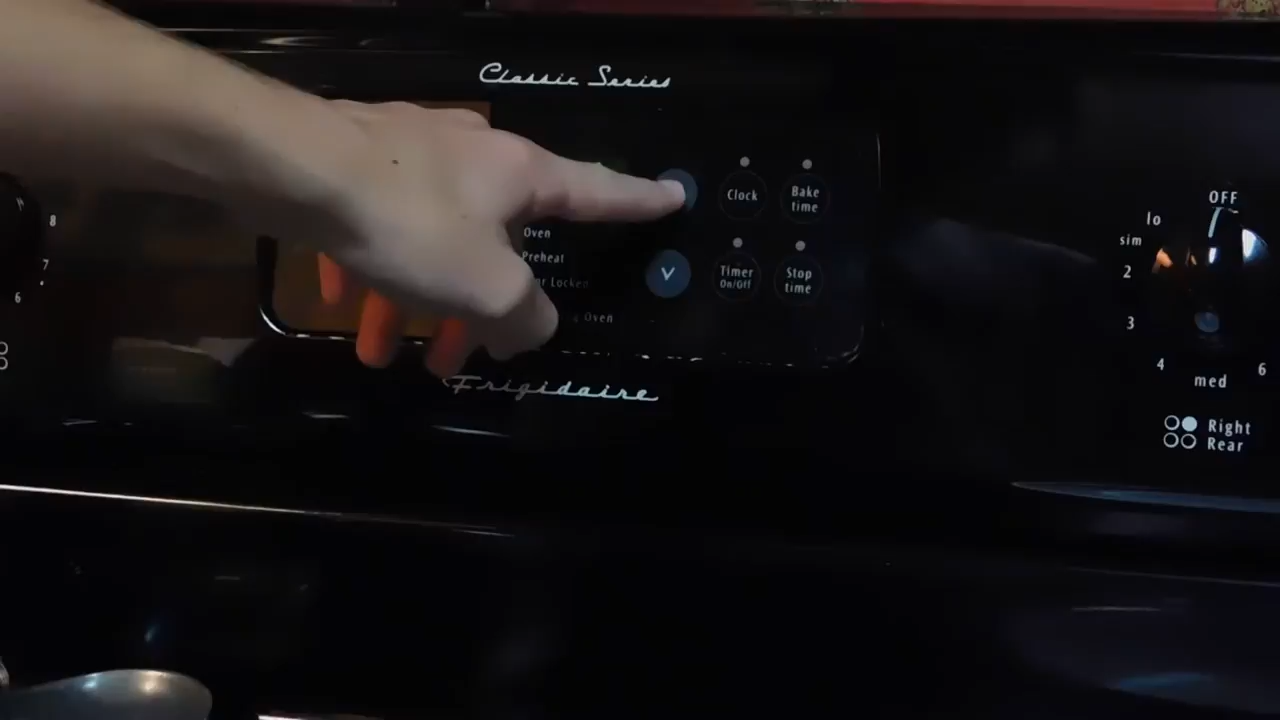 Classic Series
Clock
Bake
time
Oven
Preheat
Locked
Oven
Timer
On/Off
Stop
time
Frigidaire
8
7
6
OFF
lo
sim
2
3
4
med
6
Right
Rear